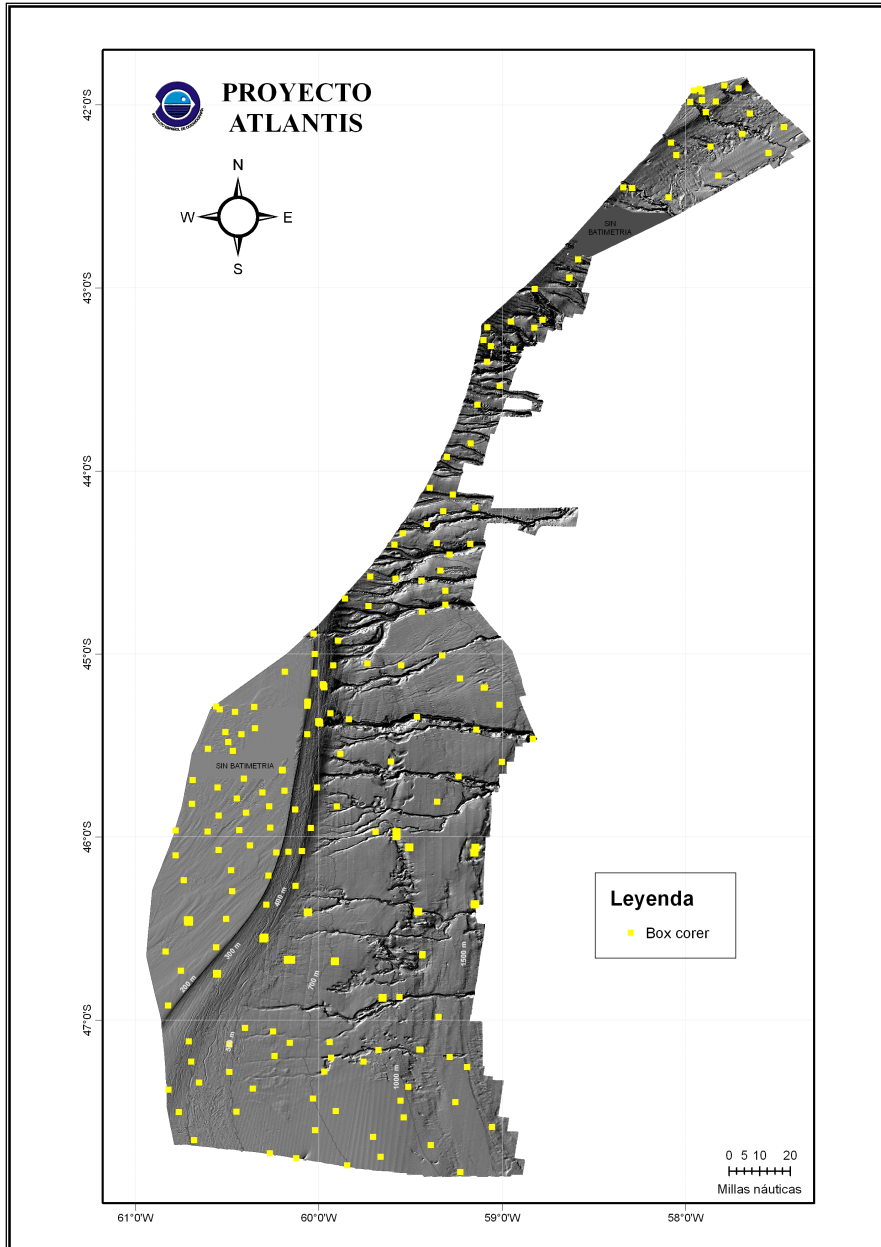 PROYECTO
ATLANTIS
N
W
E
S
42°0'S
43°0'S
44°0'S
45°0'S
46°0'S
47°0'S
SIN
BATIMETRIA
SIN BATIMETRIA
200 m
300 m
400 m
700 m
1000 m
1500 m
Leyenda
Box corer
0 5 10 20
Millas náuticas
61°0'W
60°0'W
59°0'W
58°0'W